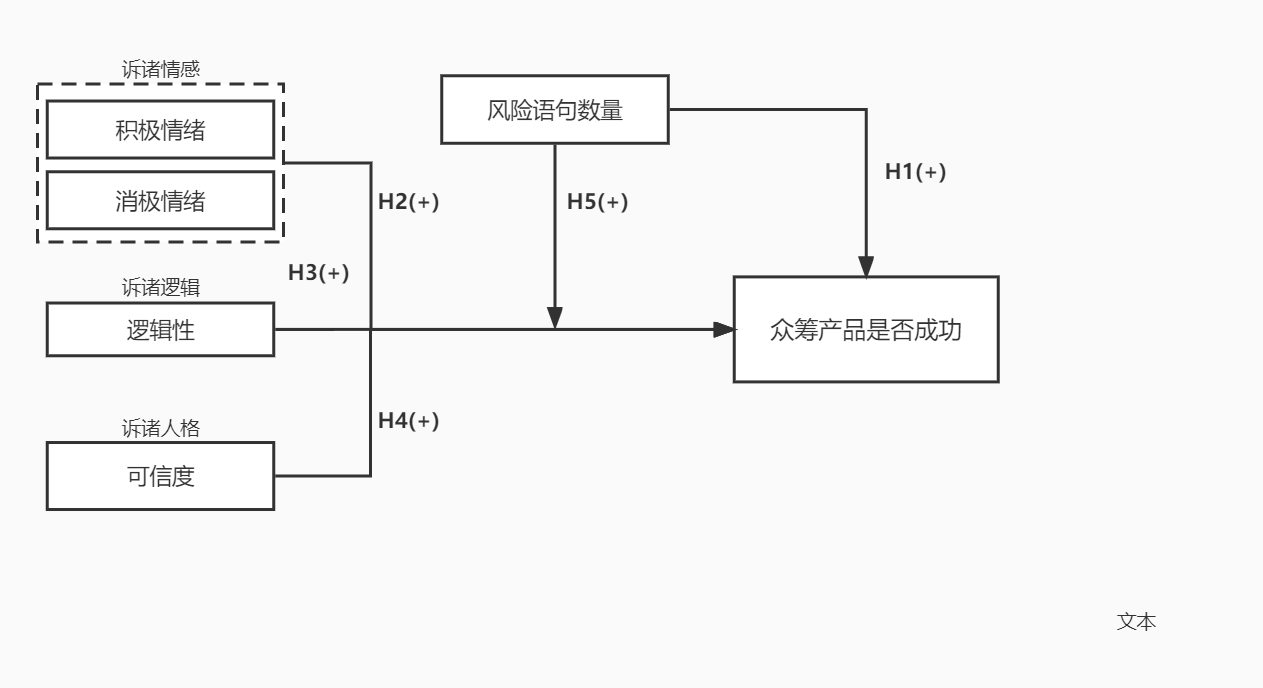 诉诸情感
积极情绪
消极情绪
风险语句数量
H1(+)
H2(+)
H5(+)
H3(+)
诉诸逻辑
逻辑性
众筹产品是否成功
H4(+)
诉诸人格
可信度
文本